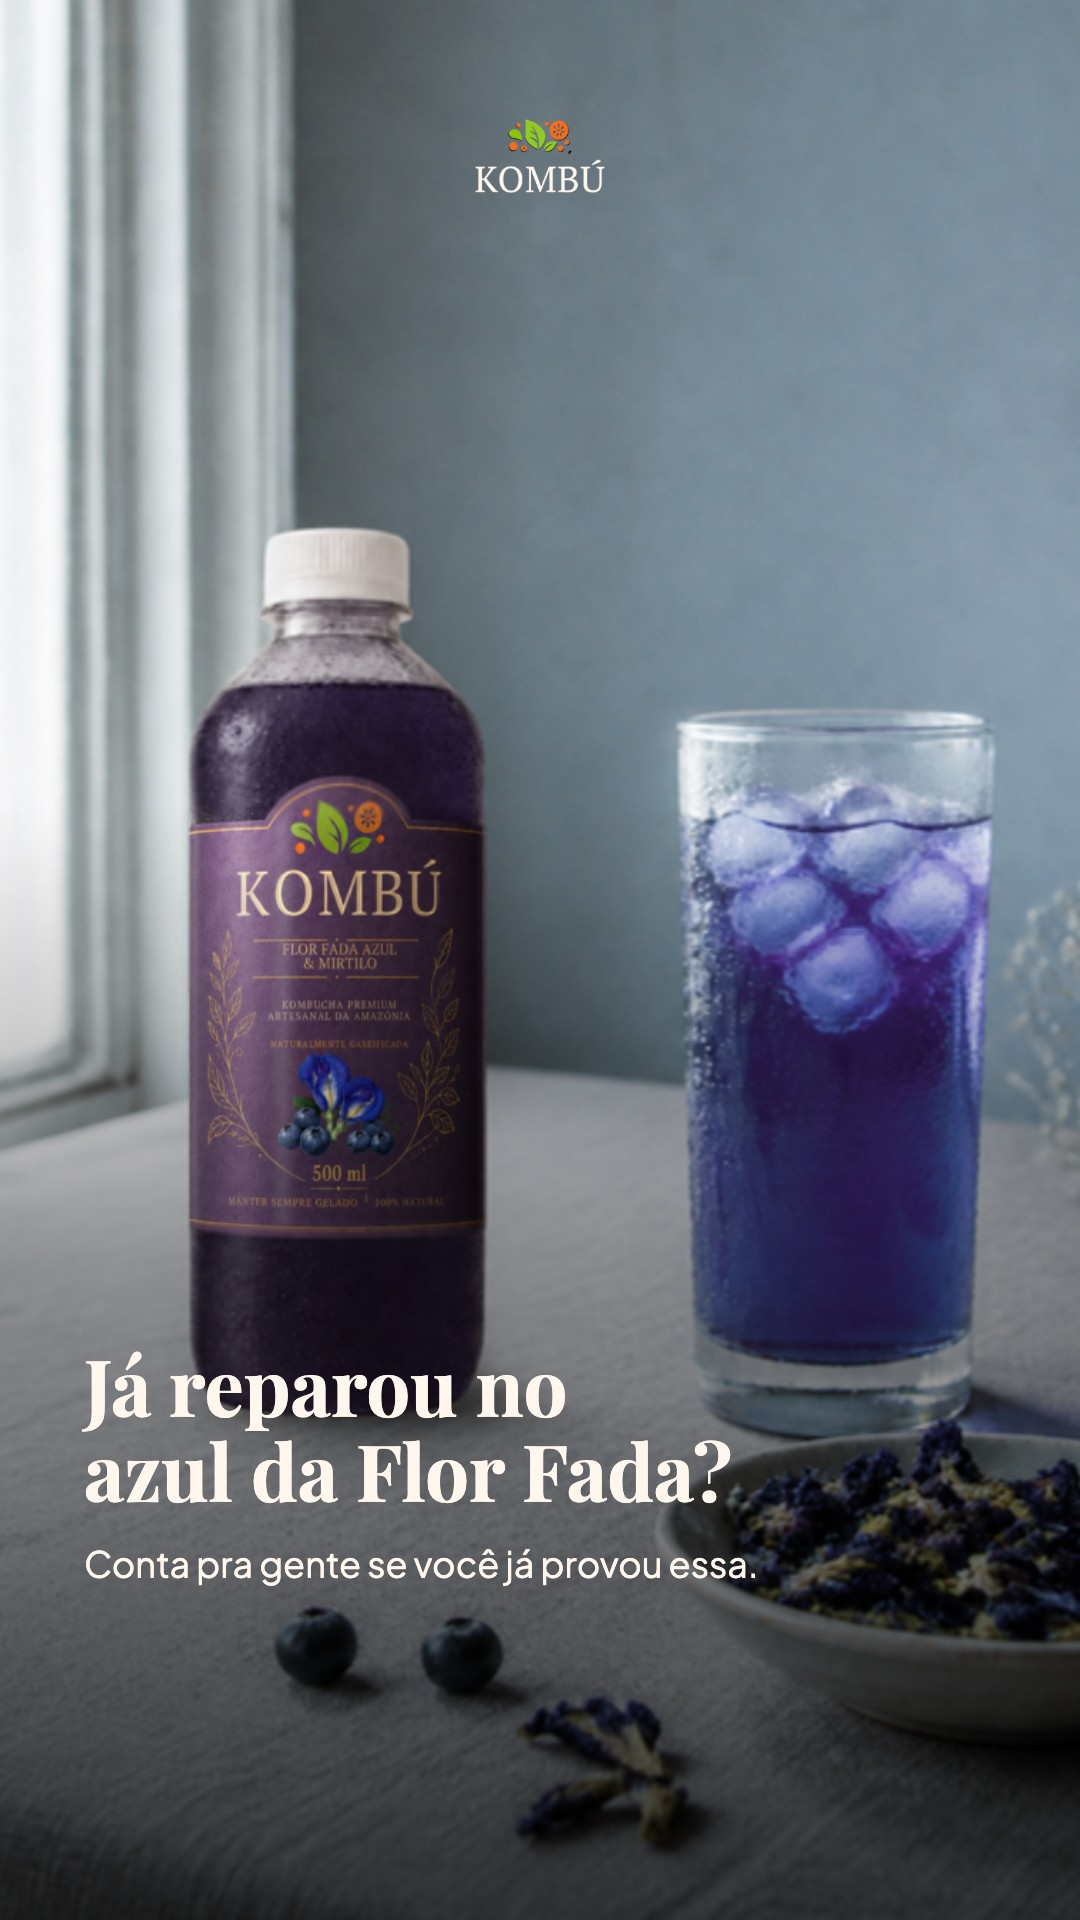 KOMBÚ
KOMBÚ
FLOR FADA AZUL
& MIRTILO
KOMBUCHA PREMIUM
ARTESANAL DA AMAZÔNIA
NATURALMENTE GASEIFICADA
500 ml
MANTER SEMPRE GELADO | 100% NATURAL
Já reparou no
azul da Flor Fada?
Conta pra gente se você já provou essa.